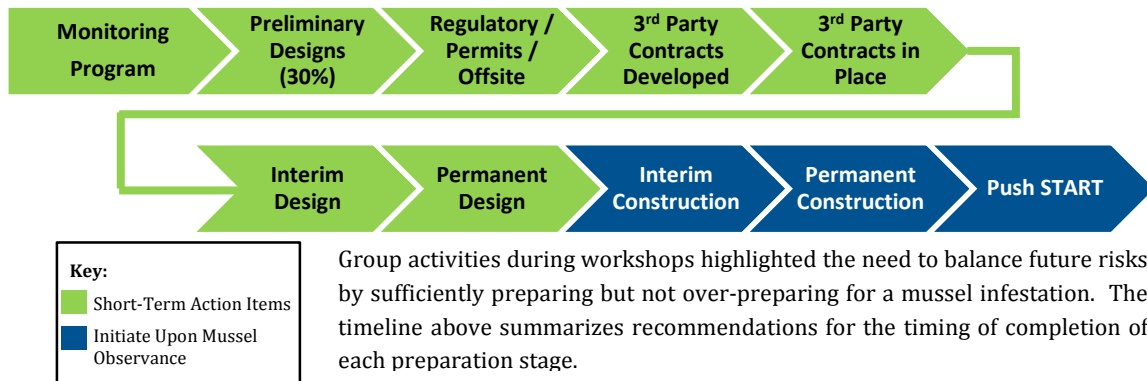 Monitoring
Program
Preliminary
Designs
(30%)
Regulatory /
Permits /
Offsite
3rd Party
Contracts
Developed
3rd Party
Contracts in
Place
Interim
Design
Permanent
Design
Interim
Construction
Permanent
Construction
Push START
Key:
Short-Term Action Items
Initiate Upon Mussel
Observance
Group activities during workshops highlighted the need to balance future risks
by sufficiently preparing but not over-preparing for a mussel infestation. The
timeline above summarizes recommendations for the timing of completion of
each preparation stage.